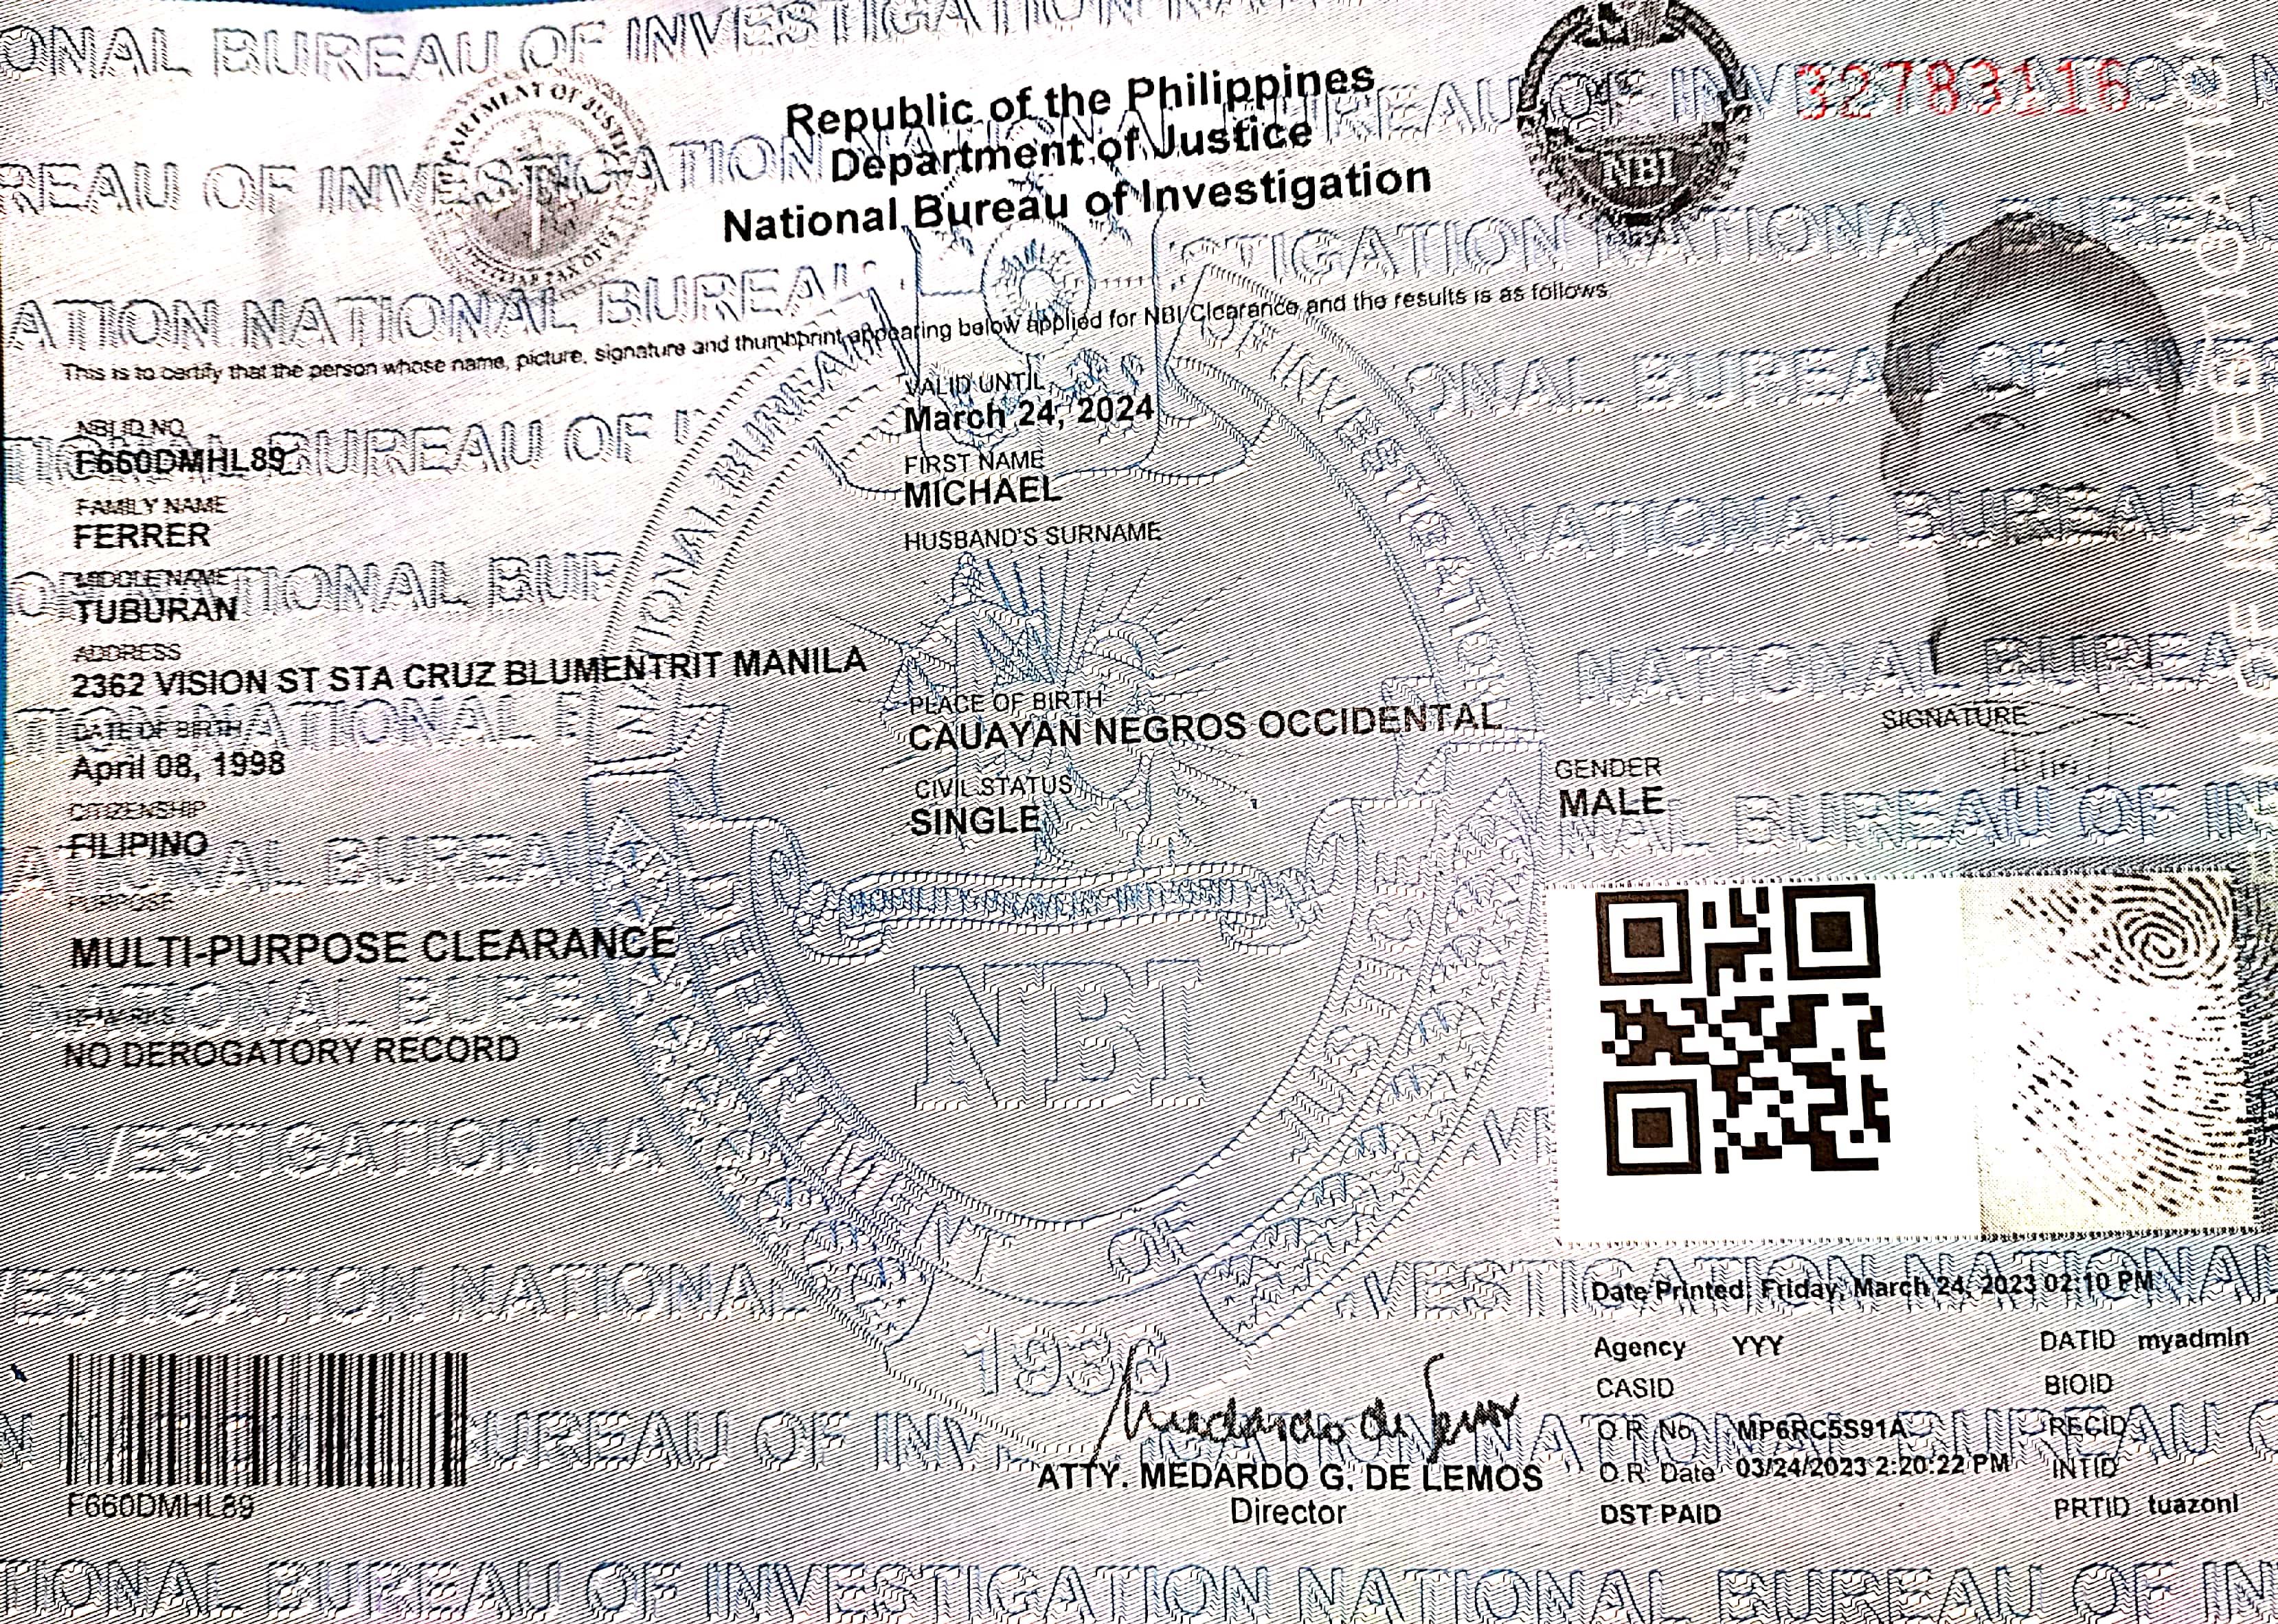 Republic of the Philippines
Department of Justice
National Bureau of Investigation
NBI
32783116
This is to certify that the person whose name, picture, signature and thumbprint appearing below applied for NBI Clearance and the results is as follows:
NBI ID NO.
F660DMHL89
VALID UNTIL
March 24, 2024
FAMILY NAME
FERRER
FIRST NAME
MICHAEL
MIDDLE NAME
TUBURAN
HUSBAND'S SURNAME
ADDRESS
2362 VISION ST STA CRUZ BLUMENTRIT MANILA
DATE OF BIRTH
April 08, 1998
PLACE OF BIRTH
CAUAYAN NEGROS OCCIDENTAL
CITIZENSHIP
FILIPINO
CIVIL STATUS
SINGLE
GENDER
MALE
SIGNATURE
PURPOSE
MULTI-PURPOSE CLEARANCE
REMARKS
NO DEROGATORY RECORD
NBI
1936
Date Printed: Friday, March 24, 2023 02:10 PM
Agency YYY
DATID myadmin
CASID
BIOID
O.R. No. MP6RC5S91A
RECID
O.R. Date 03/24/2023 2:20:22 PM
INTID
DST PAID
PRTID tuazonl
F660DMHL89
Medardo de Lemos
ATTY. MEDARDO G. DE LEMOS
Director
NATIONAL BUREAU OF INVESTIGATION